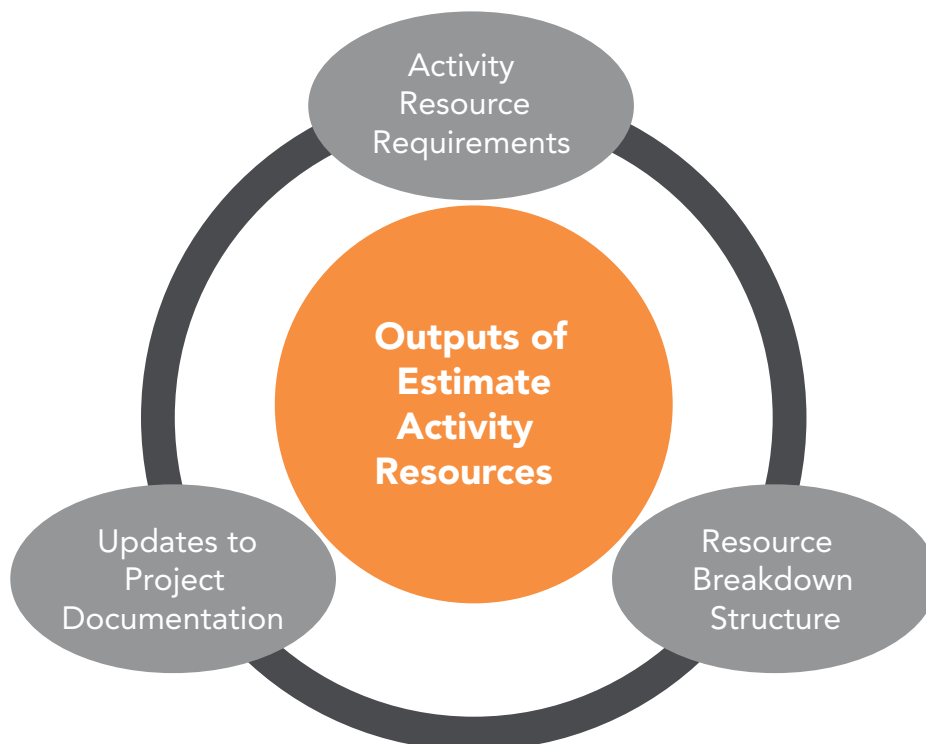 Activity
Resource
Requirements
Outputs of
Estimate
Activity
Resources
Updates to
Project
Documentation
Resource
Breakdown
Structure